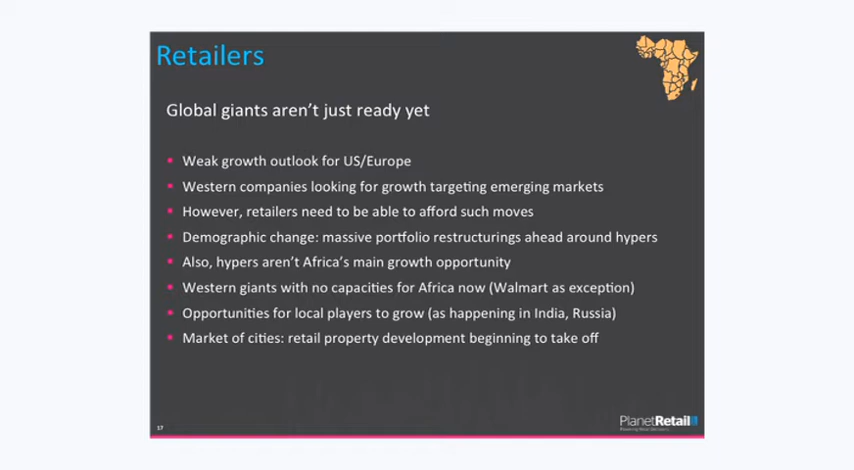 Retailers
Global giants aren't just ready yet
Weak growth outlook for US/Europe
Western companies looking for growth targeting emerging markets
However, retailers need to be able to afford such moves
Demographic change: massive portfolio restructurings ahead around hypers
Also, hypers aren't Africa's main growth opportunity
Western giants with no capacities for Africa now (Walmart as exception)
Opportunities for local players to grow (as happening in India, Russia)
Market of cities: retail property development beginning to take off
PlanetRetail
17